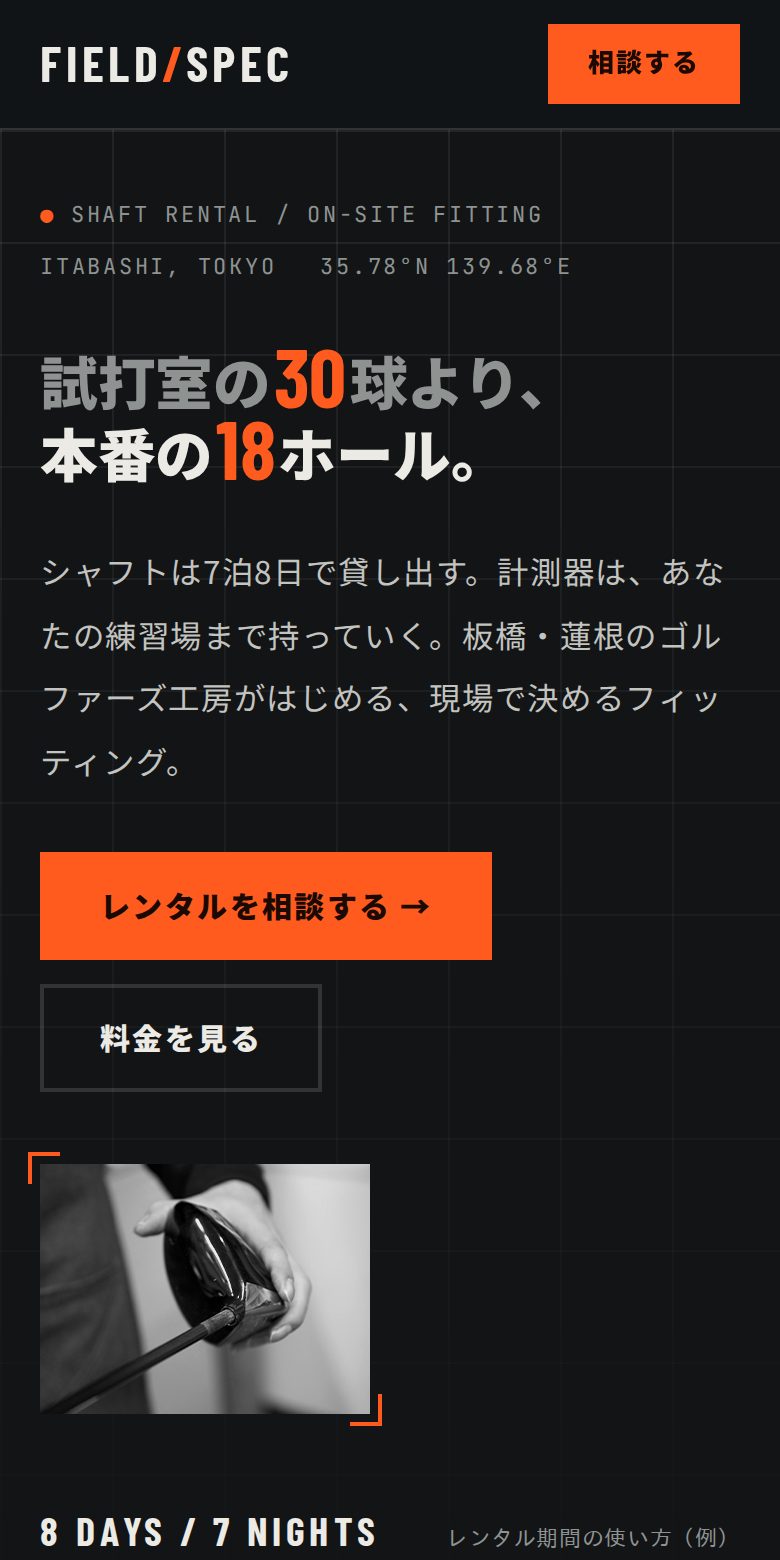 FIELD/SPEC
相談する
SHAFT RENTAL / ON-SITE FITTING
ITABASHI, TOKYO 35.78°N 139.68°E
試打室の30球より、
本番の18ホール。
シャフトは7泊8日で貸し出す。計測器は、あな
たの練習場まで持っていく。板橋・蓮根のゴル
ファーズ工房がはじめる、現場で決めるフィッ
ティング。
レンタルを相談する →
料金を見る
8 DAYS / 7 NIGHTS
レンタル期間の使い方（例）